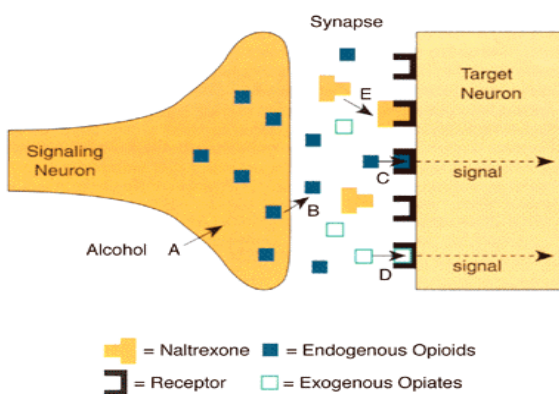 Synapse
E
Target
Neuron
Signaling
Neuron
C
signal
B
Alcohol A
D
signal
= Naltrexone = Endogenous Opioids
= Receptor = Exogenous Opiates